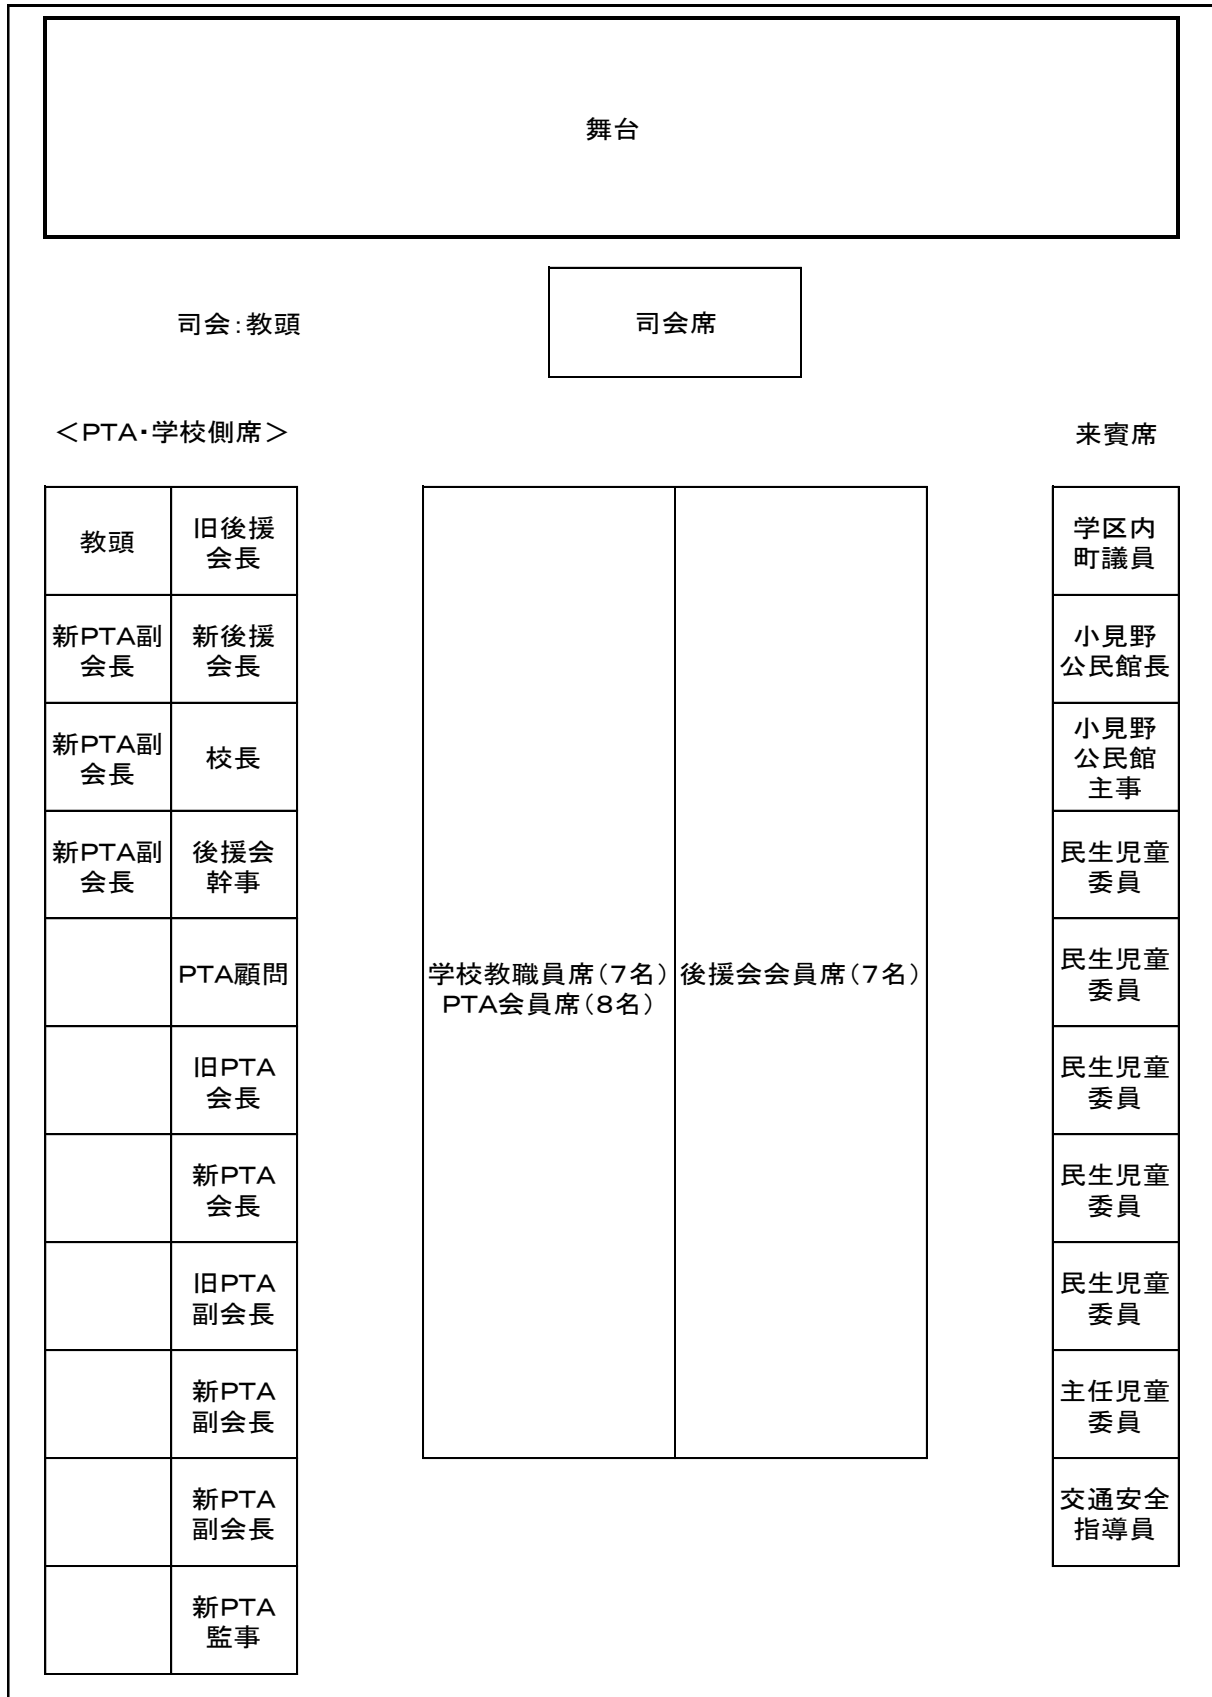 舞台
司会：教頭
司会席
＜PTA・学校側席＞
来賓席
教頭
旧後援
会長
新PTA副
会長
新後援
会長
新PTA副
会長
校長
新PTA副
会長
後援会
幹事
PTA顧問
旧PTA
会長
新PTA
会長
旧PTA
副会長
新PTA
副会長
新PTA
副会長
新PTA
監事
学校教職員席（7名）
PTA会員席（8名）
後援会会員席（7名）
学区内
町議員
小見野
公民館長
小見野
公民館
主事
民生児童
委員
民生児童
委員
民生児童
委員
民生児童
委員
民生児童
委員
主任児童
委員
交通安全
指導員